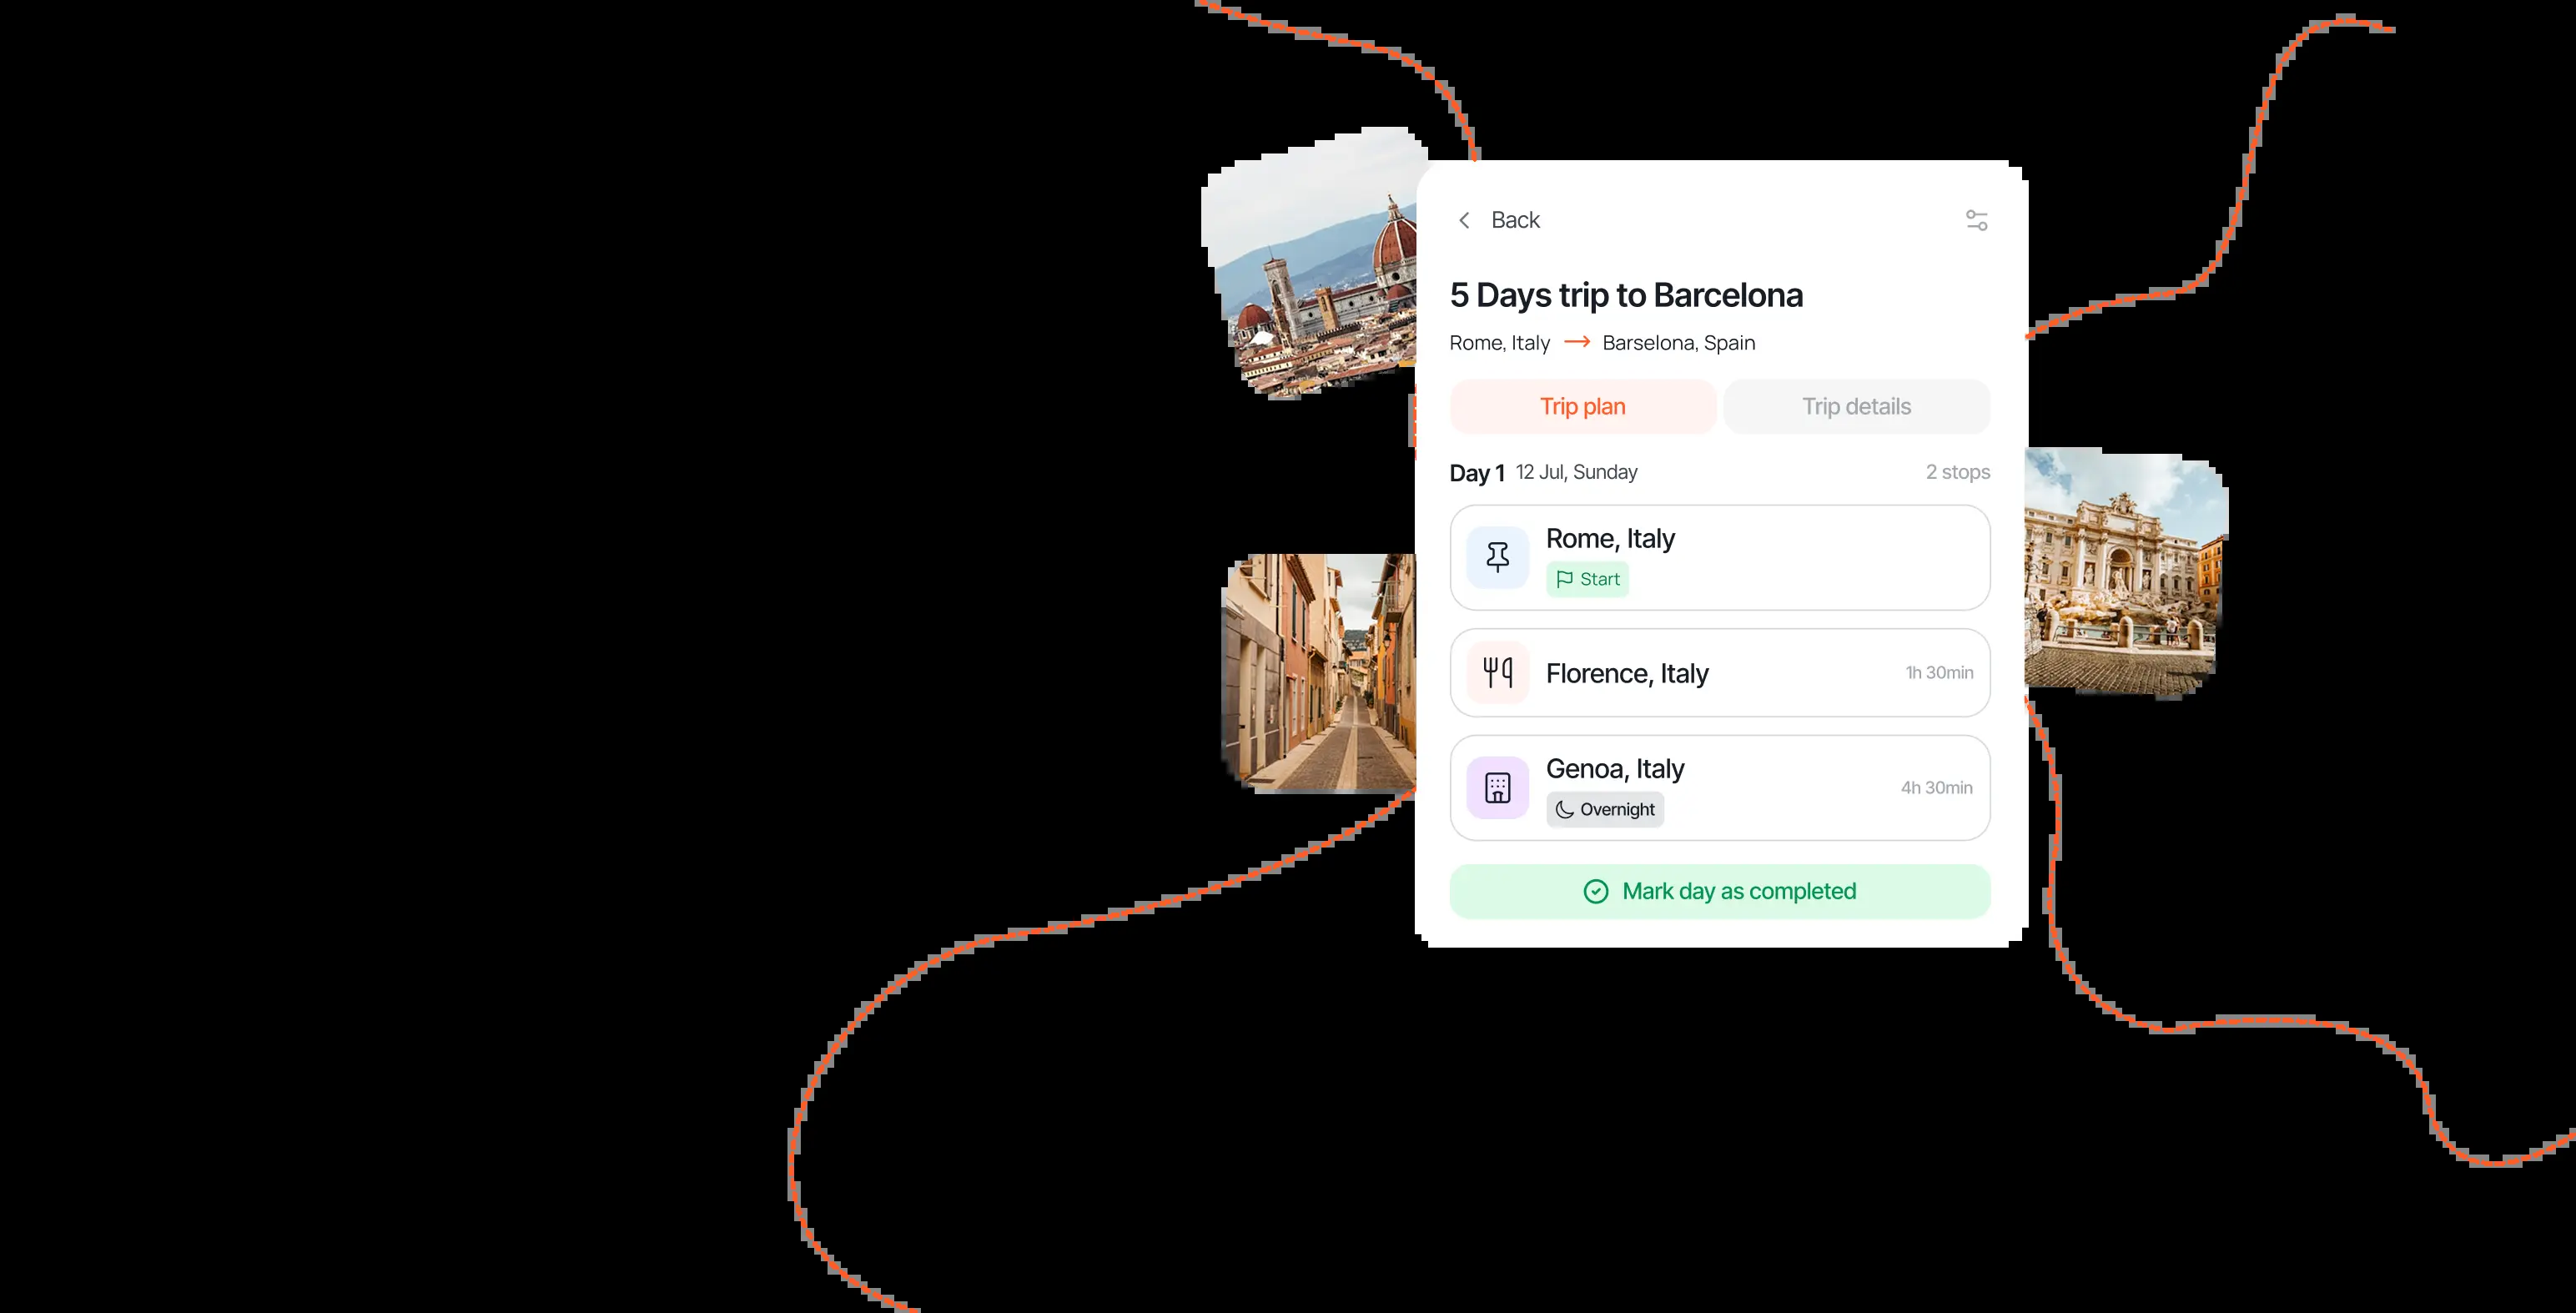 Back
5 Days trip to Barcelona
Rome, Italy → Barselona, Spain
Trip plan Trip details
Day 1 12 Jul, Sunday 2 stops
Rome, Italy
Start
Florence, Italy 1h 30min
Genoa, Italy
Overnight
4h 30min
Mark day as completed